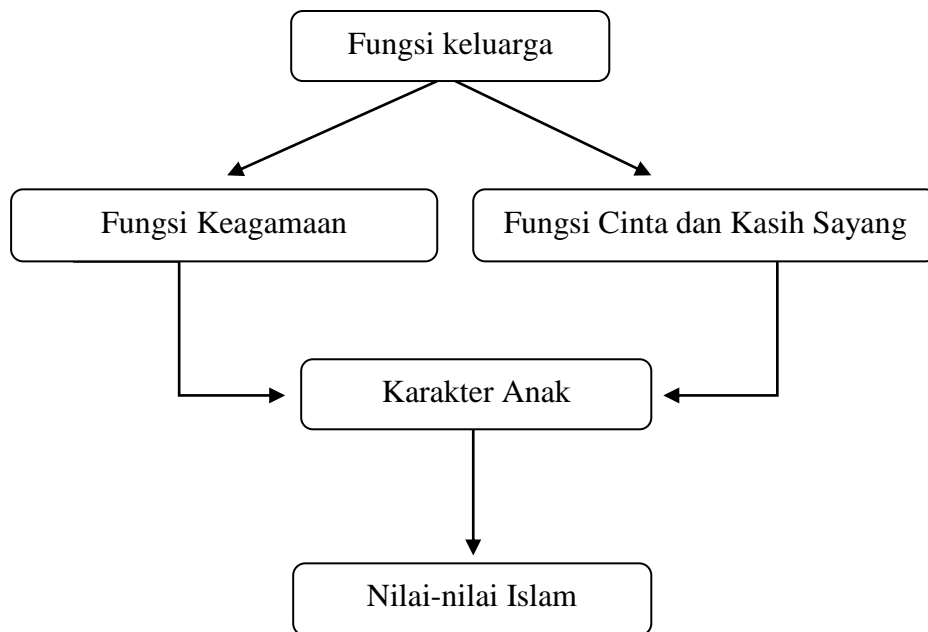 Fungsi keluarga
Fungsi Keagamaan
Fungsi Cinta dan Kasih Sayang
Karakter Anak
Nilai-nilai Islam